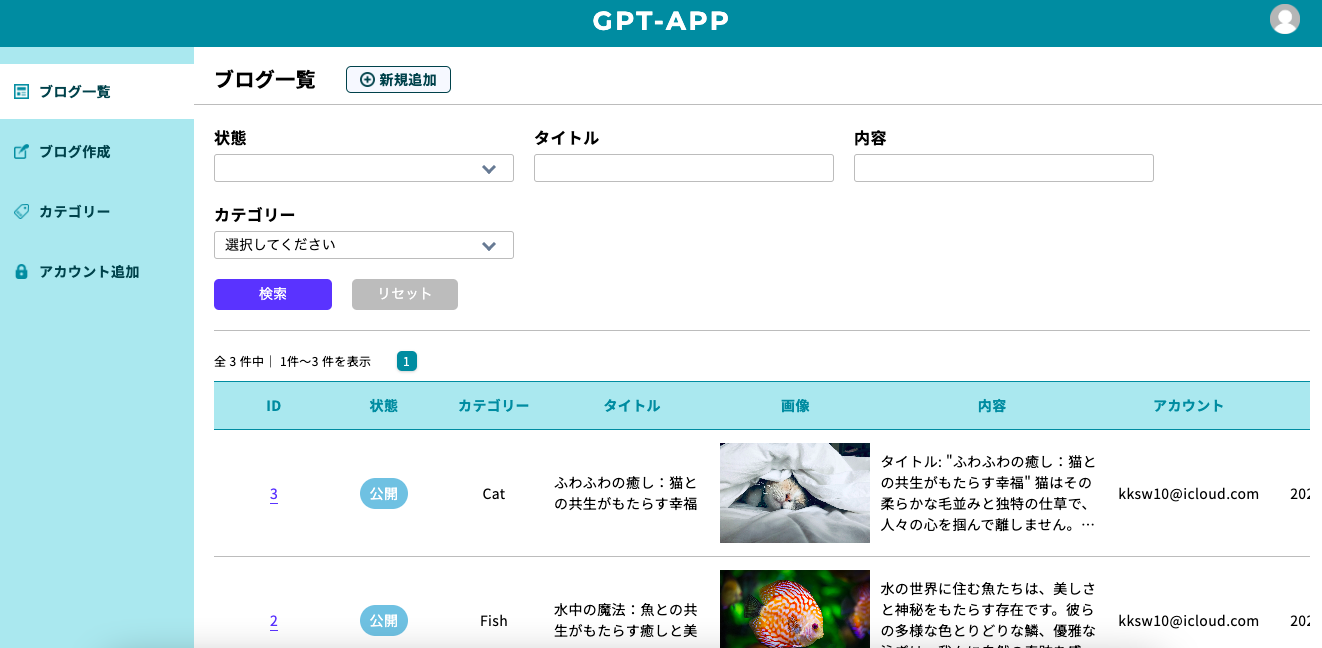 GPT-APP
ブログ一覧
ブログ作成
カテゴリー
アカウント追加
ブログ一覧
新規追加
状態
タイトル
内容
カテゴリー
選択してください
検索
リセット
全 3 件中｜ 1件〜3 件を表示
1
ID 状態 カテゴリー タイトル 画像 内容 アカウント
3
公開
Cat
ふわふわの癒し：猫と
の共生がもたらす幸福
タイトル: "ふわふわの癒し：猫と
の共生がもたらす幸福" 猫はその
柔らかな毛並みと独特の仕草で、
人々の心を掴んで離しません。…
kksw10@icloud.com
202
2
公開
Fish
水中の魔法：魚との共
生がもたらす癒しと美
水の世界に住む魚たちは、美しさ
と神秘をもたらす存在です。彼ら
の多様な色とりどりな鱗、優雅な
kksw10@icloud.com
202